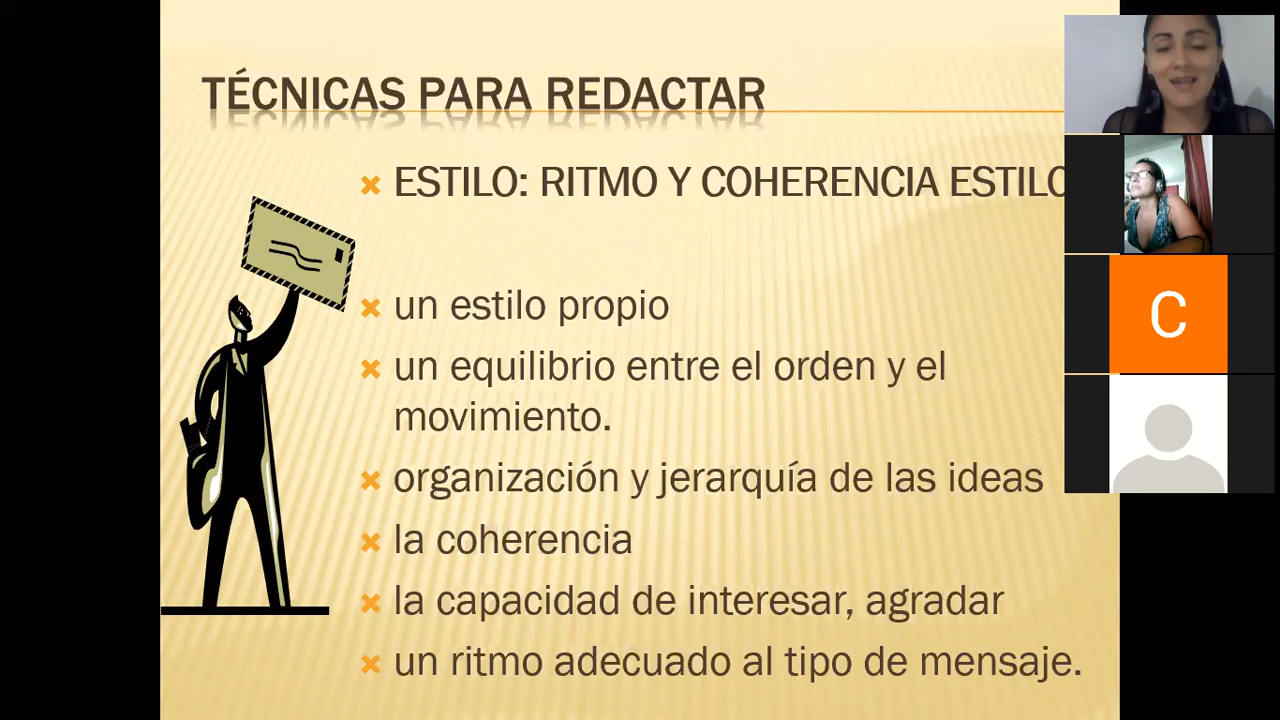 TÉCNICAS PARA REDACTAR
ESTILO: RITMO Y COHERENCIA ESTILO
un estilo propio
un equilibrio entre el orden y el
movimiento.
organización y jerarquía de las ideas
la coherencia
la capacidad de interesar, agradar
un ritmo adecuado al tipo de mensaje.
C